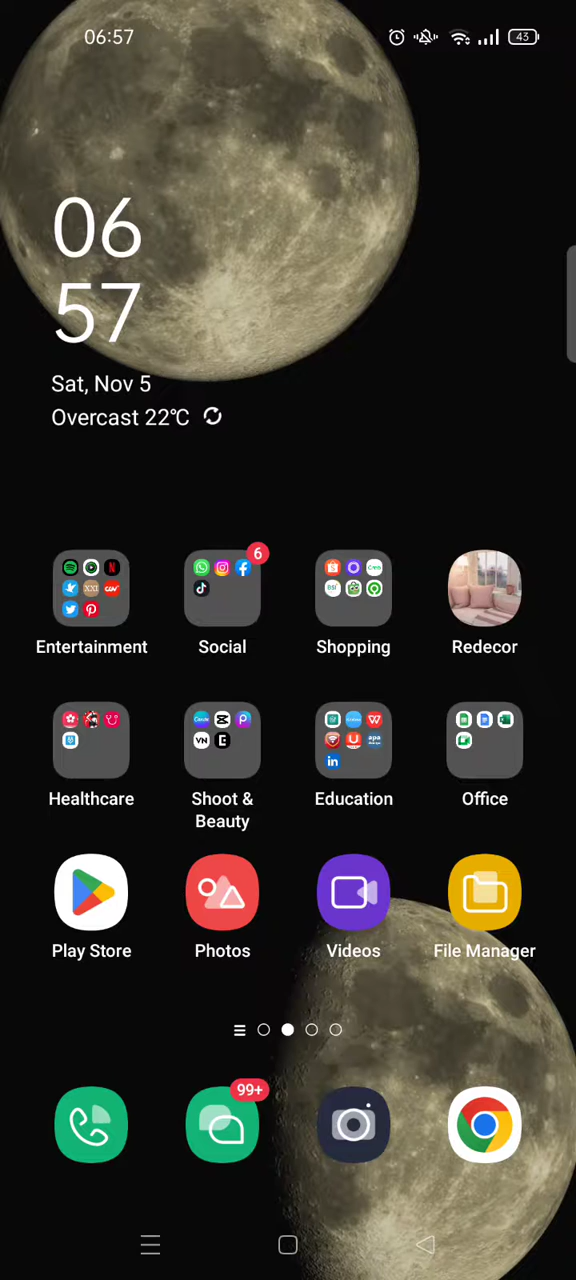 06:57
43
06
57
Sat, Nov 5
Overcast 22℃
6
Entertainment
Social
Shopping
Redecor
Healthcare
Shoot &
Beauty
Education
Office
Play Store
Photos
Videos
File Manager
99+